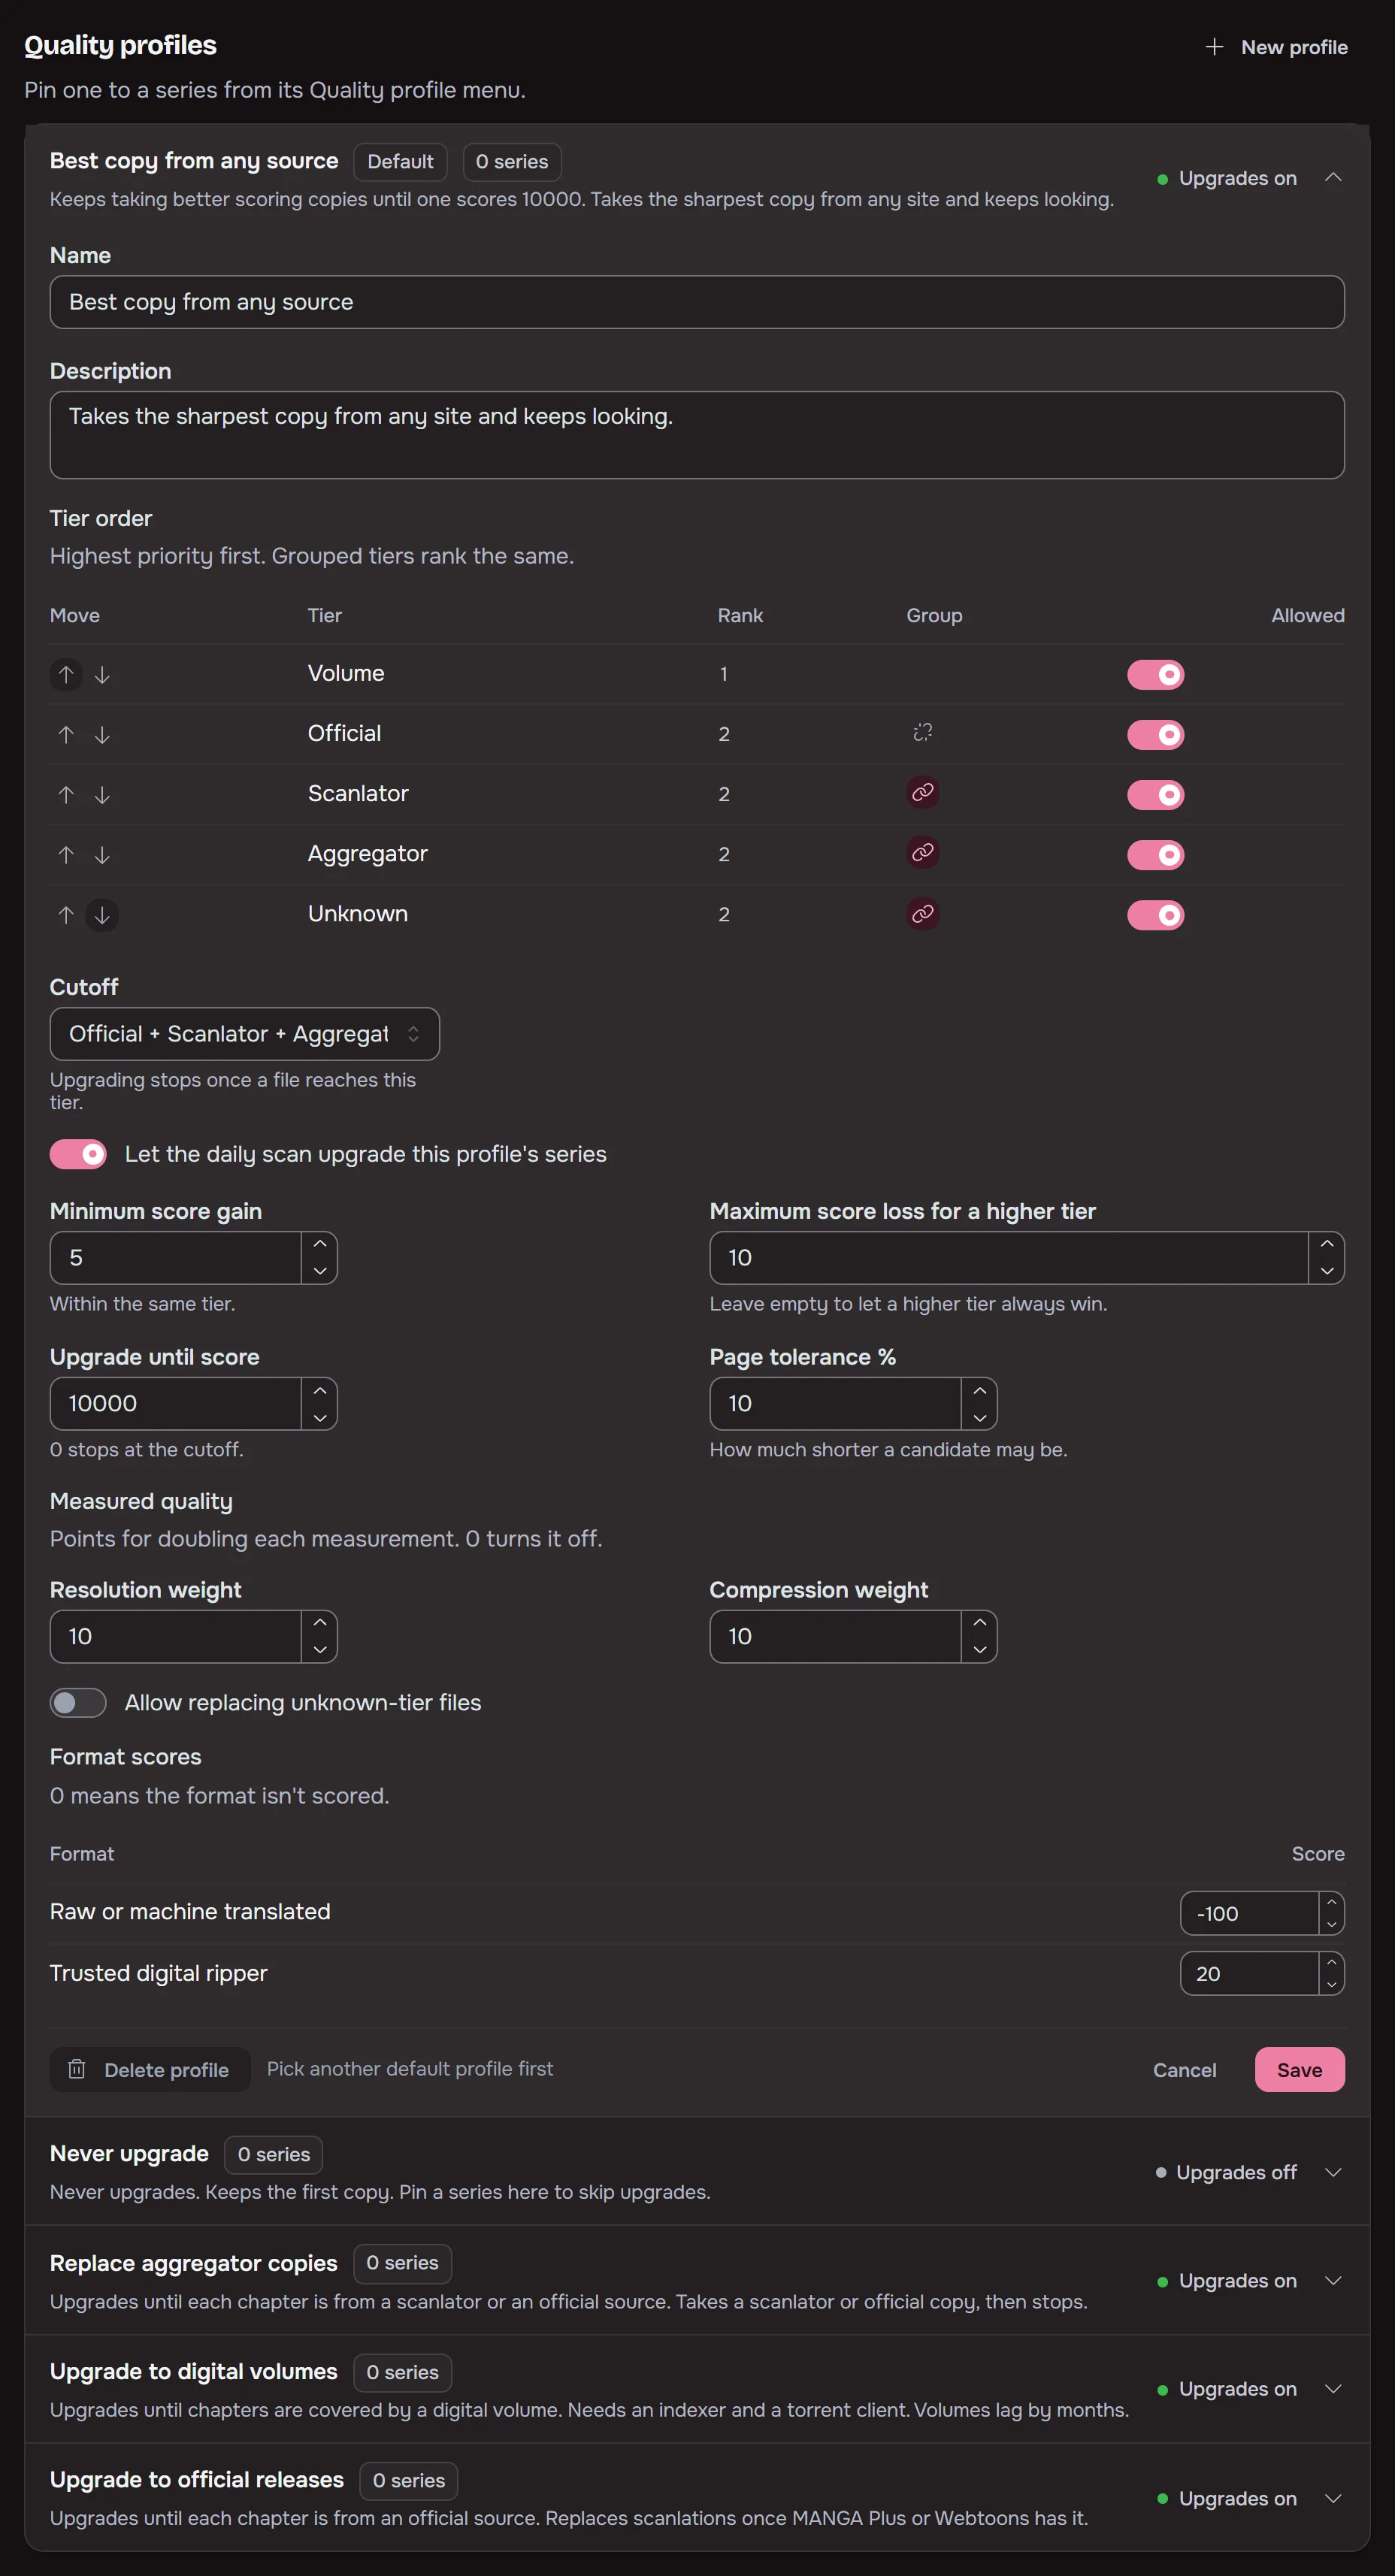 Quality profiles
New profile
Pin one to a series from its Quality profile menu.
Best copy from any source Default 0 series
Upgrades on
Keeps taking better scoring copies until one scores 10000. Takes the sharpest copy from any site and keeps looking.
Name
Best copy from any source
Description
Takes the sharpest copy from any site and keeps looking.
Tier order
Highest priority first. Grouped tiers rank the same.
Move Tier Rank Group Allowed
Volume 1
Official 2
Scanlator 2
Aggregator 2
Unknown 2
Cutoff
Official + Scanlator + Aggregat
Upgrading stops once a file reaches this
tier.
Let the daily scan upgrade this profile's series
Minimum score gain Maximum score loss for a higher tier
5 10
Within the same tier. Leave empty to let a higher tier always win.
Upgrade until score Page tolerance %
10000 10
0 stops at the cutoff. How much shorter a candidate may be.
Measured quality
Points for doubling each measurement. 0 turns it off.
Resolution weight Compression weight
10 10
Allow replacing unknown-tier files
Format scores
0 means the format isn't scored.
Format Score
Raw or machine translated -100
Trusted digital ripper 20
Delete profile Pick another default profile first Cancel Save
Never upgrade 0 series
Upgrades off
Never upgrades. Keeps the first copy. Pin a series here to skip upgrades.
Replace aggregator copies 0 series
Upgrades on
Upgrades until each chapter is from a scanlator or an official source. Takes a scanlator or official copy, then stops.
Upgrade to digital volumes 0 series
Upgrades on
Upgrades until chapters are covered by a digital volume. Needs an indexer and a torrent client. Volumes lag by months.
Upgrade to official releases 0 series
Upgrades on
Upgrades until each chapter is from an official source. Replaces scanlations once MANGA Plus or Webtoons has it.